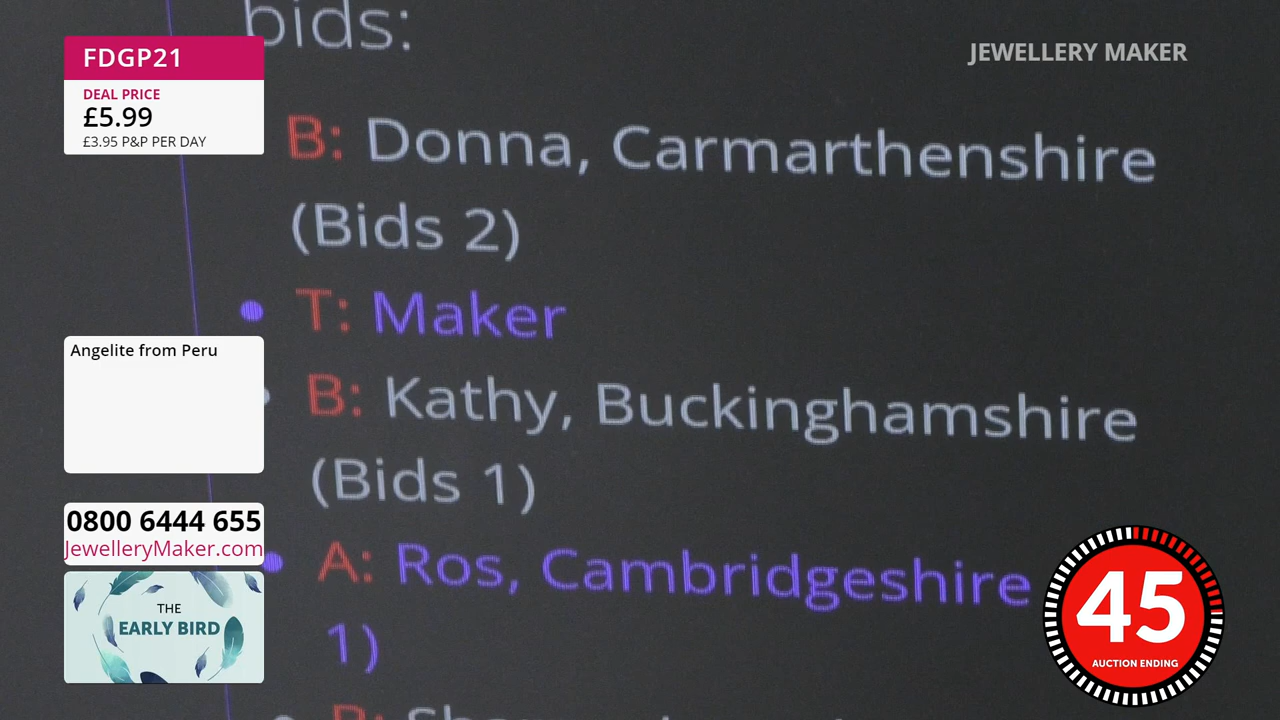 bids:
FDGP21
DEAL PRICE
£5.99
£3.95 P&P PER DAY
JEWELLERY MAKER
B: Donna, Carmarthenshire
(Bids 2)
T: Maker
Angelite from Peru
B: Kathy, Buckinghamshire
(Bids 1)
0800 6444 655
JewelleryMaker.com
A: Ros, Cambridgeshire
1)
THE
EARLY BIRD
45
AUCTION ENDING